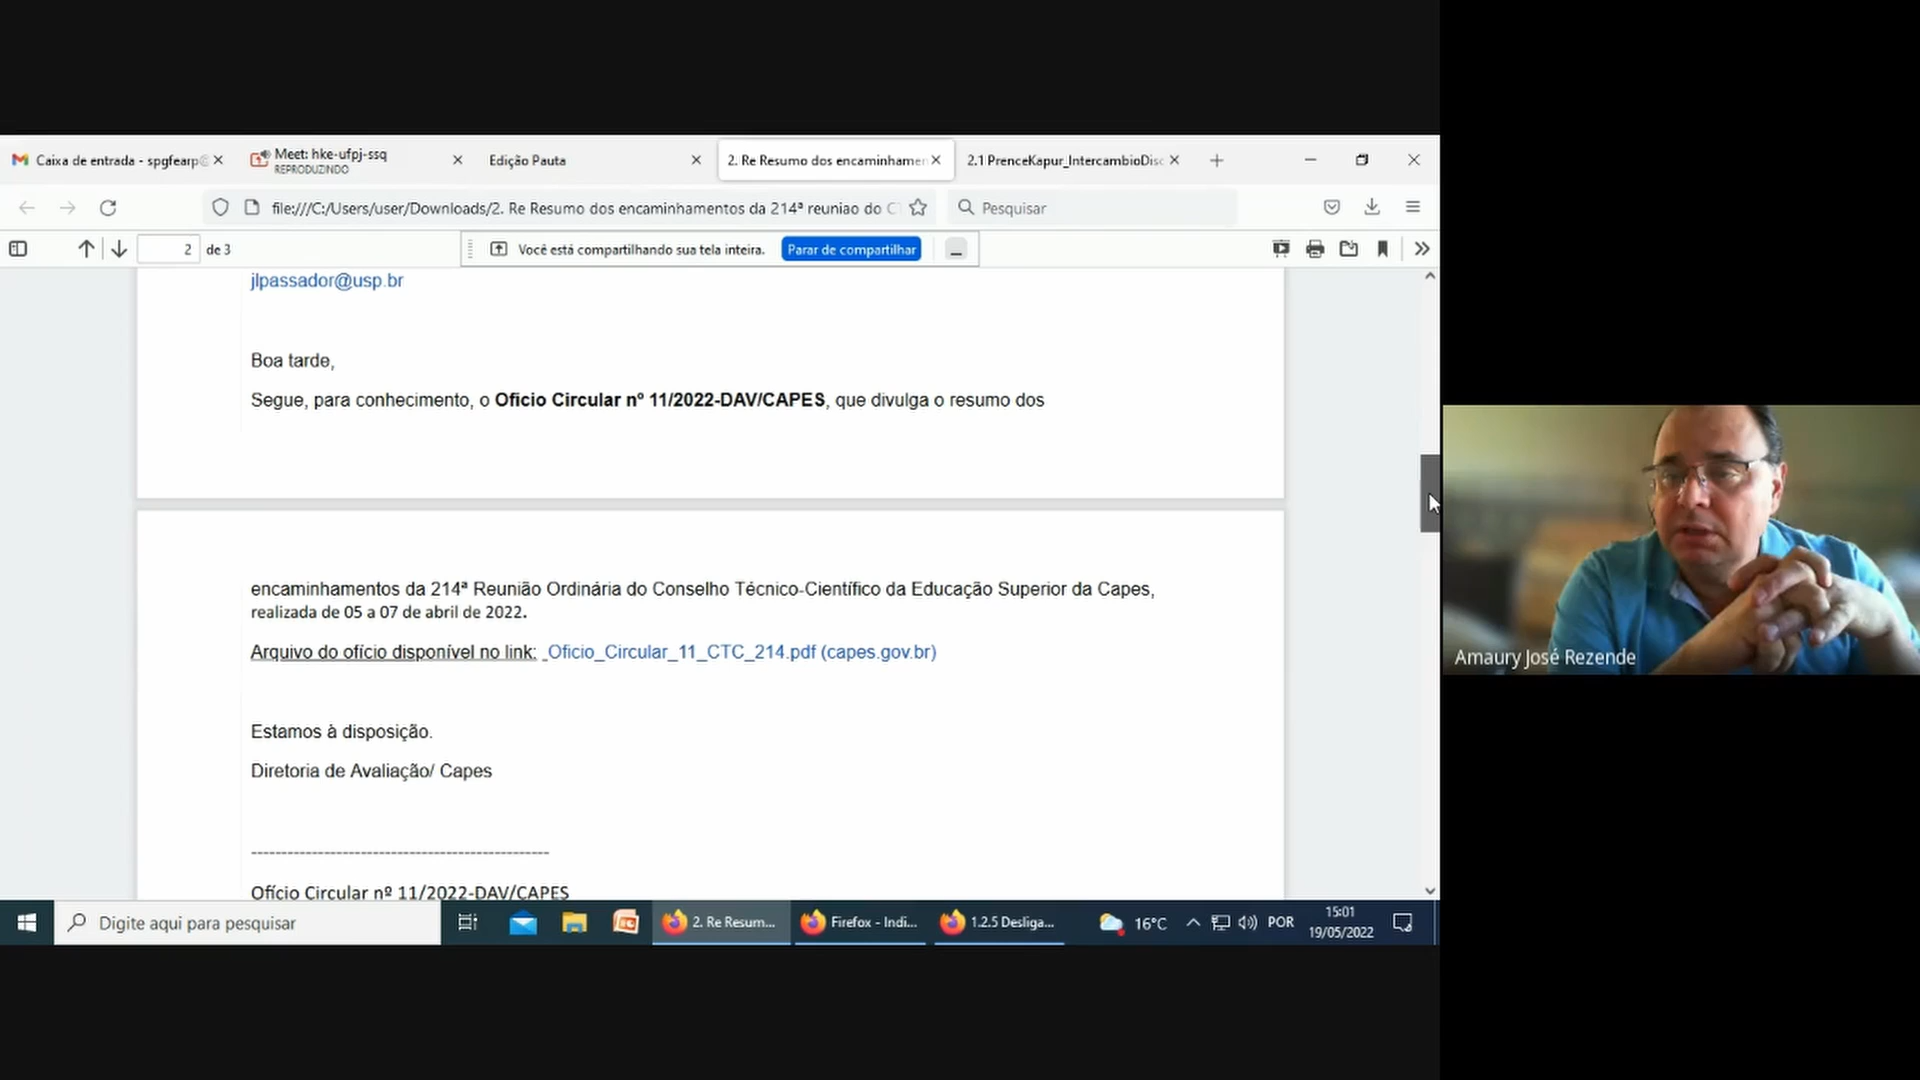 Caixa de entrada - spgfearp@
Meet: hke-ufpj-ssq
REPRODUZINDO
Edição Pauta
2. Re Resumo dos encaminhamen
2.1 PrenceKapur_IntercambioDisc
file:///C:/Users/user/Downloads/2. Re Resumo dos encaminhamentos da 214ª reuniao do C
Pesquisar
2 de 3
Você está compartilhando sua tela inteira.
Parar de compartilhar
jlpassador@usp.br
Boa tarde,
Segue, para conhecimento, o Oficio Circular nº 11/2022-DAV/CAPES, que divulga o resumo dos
encaminhamentos da 214ª Reunião Ordinária do Conselho Técnico-Científico da Educação Superior da Capes,
realizada de 05 a 07 de abril de 2022.
Arquivo do ofício disponível no link: _Oficio_Circular_11_CTC_214.pdf (capes.gov.br)
Estamos à disposição.
Diretoria de Avaliação/ Capes
--------------------------------------------------
Ofício Circular nº 11/2022-DAV/CAPES
Amaury José Rezende
Digite aqui para pesquisar
2. Re Resum...
Firefox - Indi...
1.2.5 Desliga...
16°C
POR
15:01
19/05/2022